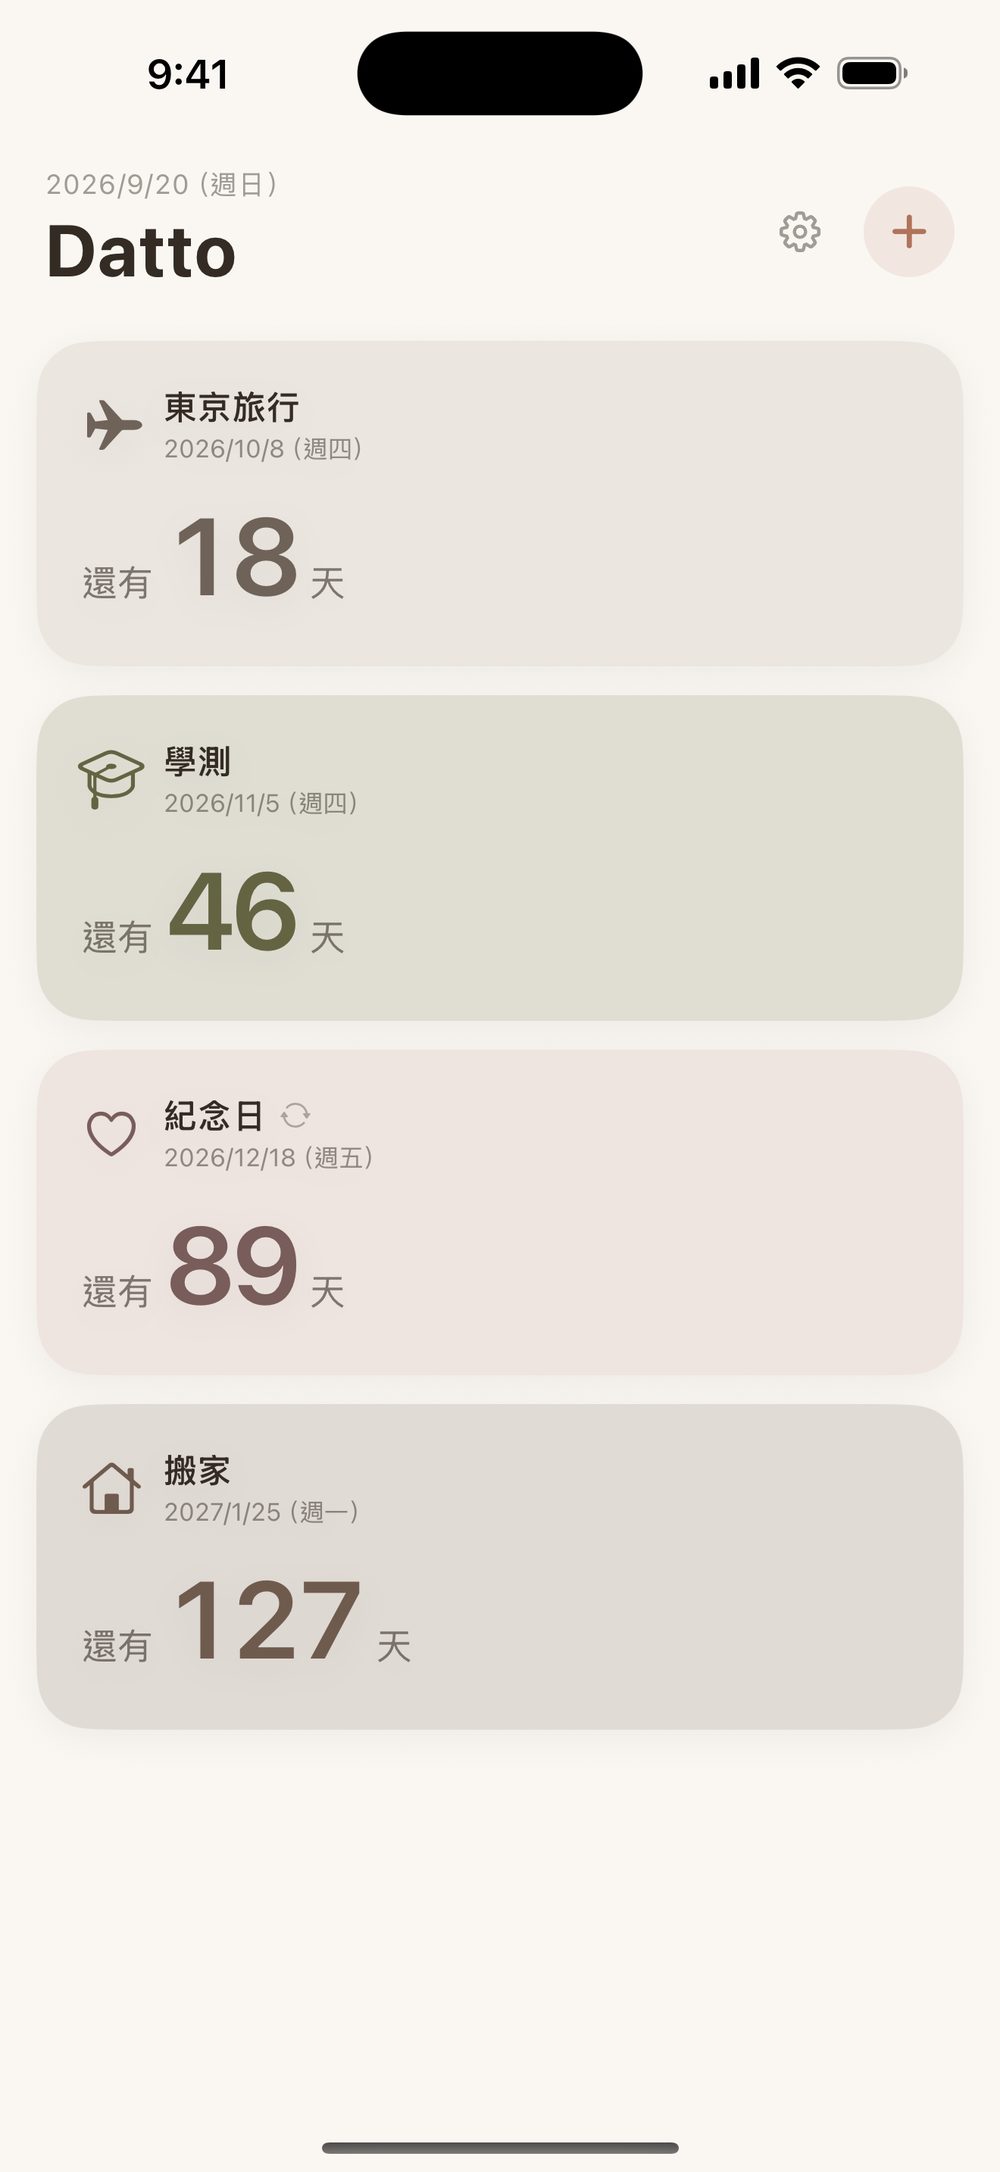 9:41
2026/9/20 (週日)
Datto
東京旅行
2026/10/8 (週四)
還有 18 天
學測
2026/11/5 (週四)
還有 46 天
紀念日
2026/12/18 (週五)
還有 89 天
搬家
2027/1/25 (週一)
還有 127 天